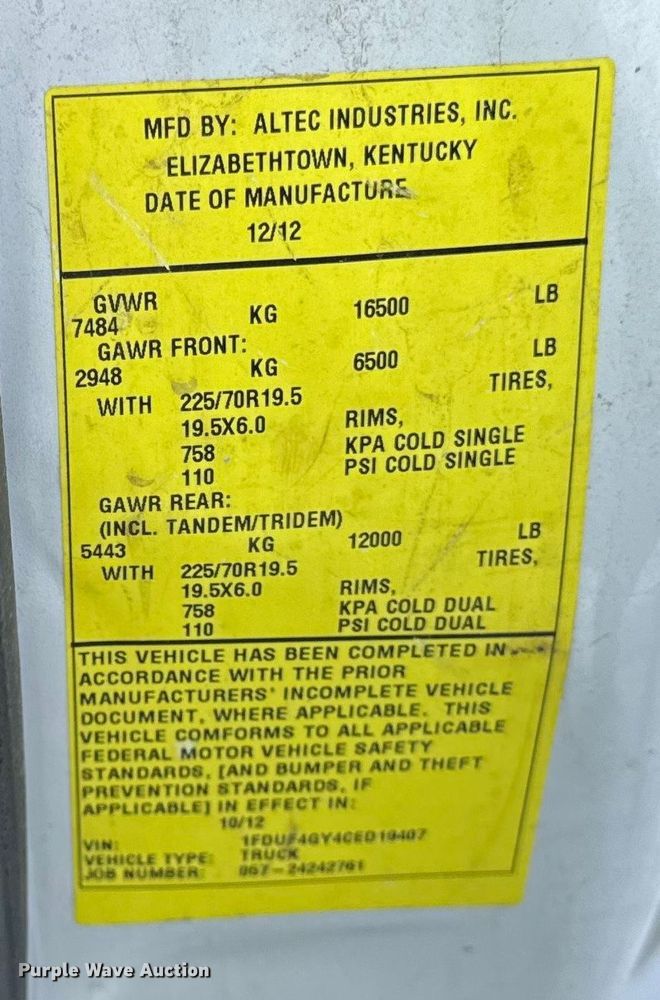 MFD BY: ALTEC INDUSTRIES, INC.
ELIZABETHTOWN, KENTUCKY
DATE OF MANUFACTURE
12/12
GVWR
7484 KG 16500 LB
GAWR FRONT:
2948 KG 6500 LB
WITH 225/70R19.5 TIRES,
19.5X6.0 RIMS,
758 KPA COLD SINGLE
110 PSI COLD SINGLE
GAWR REAR:
(INCL. TANDEM/TRIDEM)
5443 KG 12000 LB
WITH 225/70R19.5 TIRES,
19.5X6.0 RIMS,
758 KPA COLD DUAL
110 PSI COLD DUAL
THIS VEHICLE HAS BEEN COMPLETED IN
ACCORDANCE WITH THE PRIOR
MANUFACTURERS' INCOMPLETE VEHICLE
DOCUMENT, WHERE APPLICABLE. THIS
VEHICLE COMFORMS TO ALL APPLICABLE
FEDERAL MOTOR VEHICLE SAFETY
STANDARDS, [AND BUMPER AND THEFT
PREVENTION STANDARDS, IF
APPLICABLE] IN EFFECT IN:
10/12
VIN: 1FDUF4GY4CED19407
VEHICLE TYPE: TRUCK
JOB NUMBER: 067-24242761
Purple Wave Auction